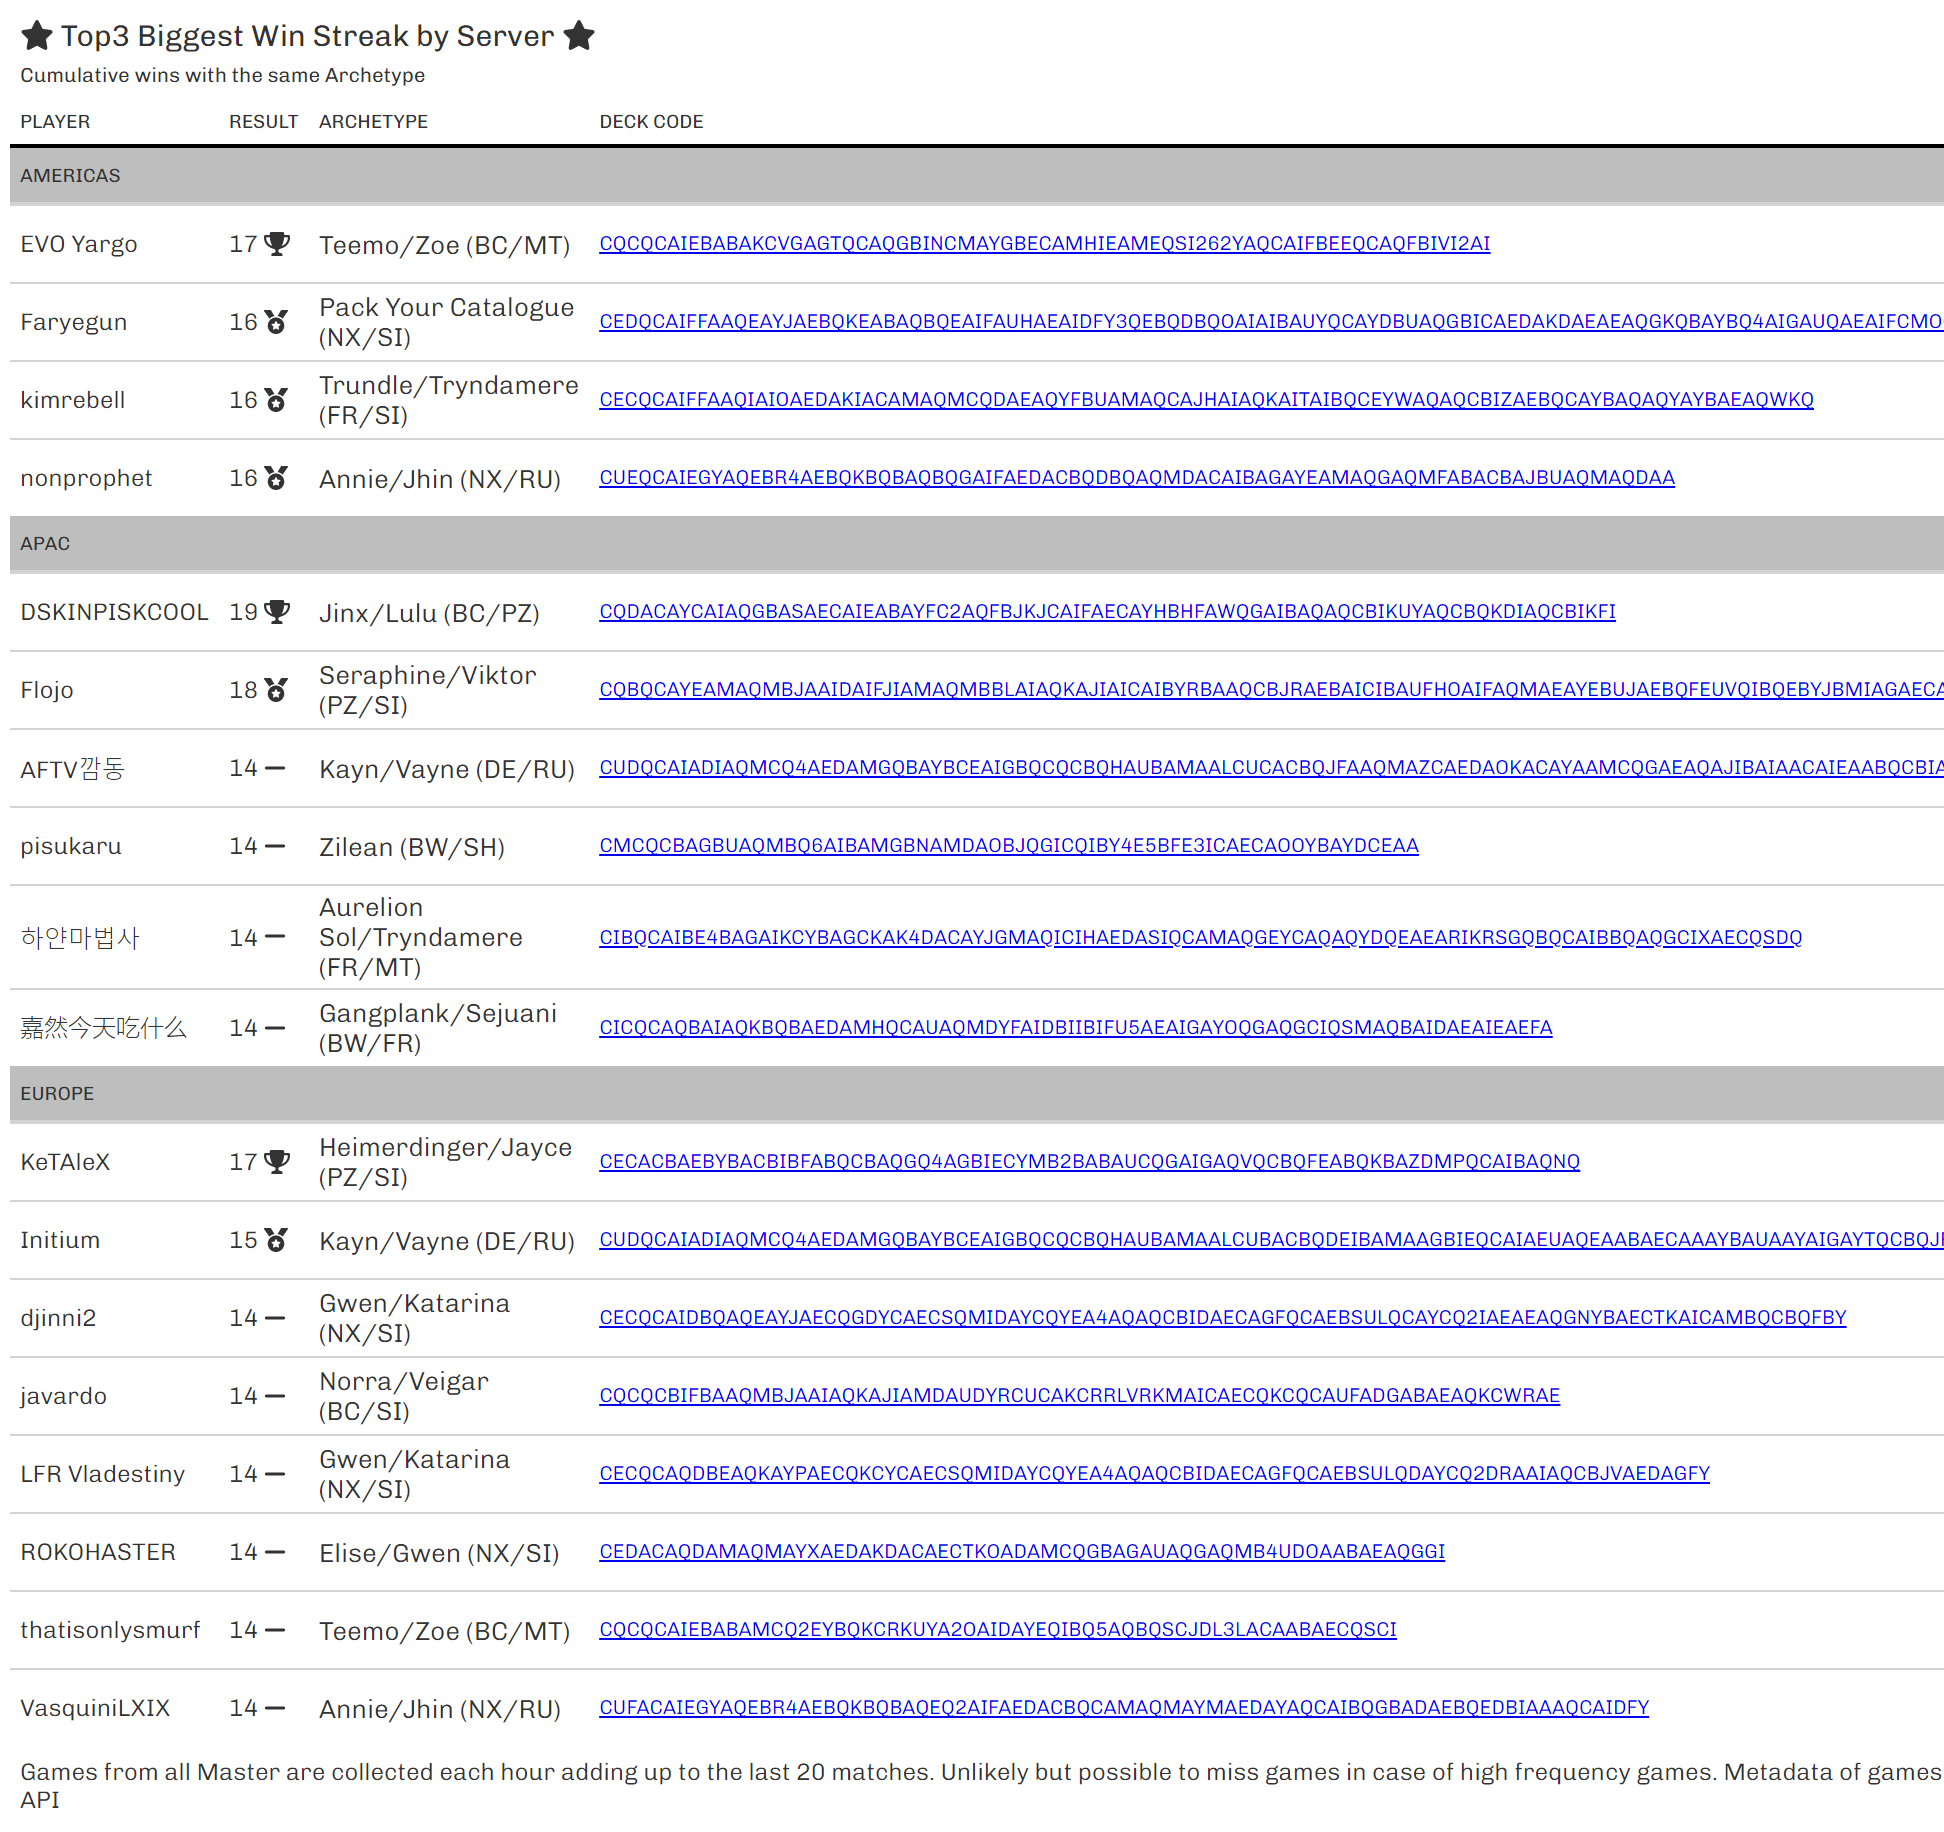 ★ Top3 Biggest Win Streak by Server ★
Cumulative wins with the same Archetype
PLAYER RESULT ARCHETYPE DECK CODE
AMERICAS
EVO Yargo 17 Teemo/Zoe (BC/MT) CQCQCAIEBABAKCVGAGTQCAQGBINCMAYGBECAMHIEAMEQSI262YAQCAIFBEEQCAQFBIVI2AI
Faryegun 16 Pack Your Catalogue (NX/SI) CEDQCAIFFAAQEAYJAEBQKEABAQBQEAIFAUHAEAIDFY3QEBQDBQOAIAIBAUYQCAYDBUAQGBICAEDAKDAEAEAQGKQBAYBQ4AIGAUQAEAIFCMO
kimrebell 16 Trundle/Tryndamere (FR/SI) CECQCAIFFAAQIAIOAEDAKIACAMAQMCQDAEAQYFBUAMAQCAJHAIAQKAITAIBQCEYWAQAQCBIZAEBQCAYBAQAQYAYBAEAQWKQ
nonprophet 16 Annie/Jhin (NX/RU) CUEQCAIEGYAQEBR4AEBQKBQBAQBQGAIFAEDACBQDBQAQMDACAIBAGAYEAMAQGAQMFABACBAJBUAQMAQDAA
APAC
DSKINPISKCOOL 19 Jinx/Lulu (BC/PZ) CQDACAYCAIAQGBASAECAIEABAYFC2AQFBJKJCAIFAECAYHBHFAWQGAIBAQAQCBIKUYAQCBQKDIAQCBIKFI
Flojo 18 Seraphine/Viktor (PZ/SI) CQBQCAYEAMAQMBJAAIDAIFJIAMAQMBBLAIAQKAJIAICAIBYRBAAQCBJRAEBAICIBAUFHOAIFAQMAEAYEBUJAEBQFEUVQIBQEBYJBMIAGAECA
AFTV깜동 14 Kayn/Vayne (DE/RU) CUDQCAIADIAQMCQ4AEDAMGQBAYBCEAIGBQCQCBQHAUBAMAALCUCACBQJFAAQMAZCAEDAOKACAYAAMCQGAEAQAJIBAIAACAIEAABQCBIA
pisukaru 14 Zilean (BW/SH) CMCQCBAGBUAQMBQ6AIBAMGBNAMDAOBJQGICQIBY4E5BFE3ICAECAOOYBAYDCEAA
하얀마법사 14 Aurelion Sol/Tryndamere (FR/MT) CIBQCAIBE4BAGAIKCYBAGCKAK4DACAYJGMAQICIHAEDASIQCAMAQGEYCAQAQYDQEAEARIKRSGQBQCAIBBQAQGCIXAECQSDQ
嘉然今天吃什么 14 Gangplank/Sejuani (BW/FR) CICQCAQBAIAQKBQBAEDAMHQCAUAQMDYFAIDBIIBIFU5AEAIGAYOQGAQGCIQSMAQBAIDAEAIEAEFA
EUROPE
KeTAleX 17 Heimerdinger/Jayce (PZ/SI) CECACBAEBYBACBIBFABQCBAQGQ4AGBIECYMB2BABAUCQGAIGAQVQCBQFEABQKBAZDMPQCAIBAQNQ
Initium 15 Kayn/Vayne (DE/RU) CUDQCAIADIAQMCQ4AEDAMGQBAYBCEAIGBQCQCBQHAUBAMAALCUBACBQDEIBAMAAGBIEQCAIAEUAQEAABAECAAAYBAUAAYAIGAYTQCBQJ
djinni2 14 Gwen/Katarina (NX/SI) CECQCAIDBQAQEAYJAECQGDYCAECSQMIDAYCQYEA4AQAQCBIDAECAGFQCAEBSULQCAYCQ2IAEAEAQGNYBAECTKAICAMBQCBQFBY
javardo 14 Norra/Veigar (BC/SI) CQCQCBIFBAAQMBJAAIAQKAJIAMDAUDYRCUCAKCRRLVRKMAICAECQKCQCAUFADGABAEAQKCWRAE
LFR Vladestiny 14 Gwen/Katarina (NX/SI) CECQCAQDBEAQKAYPAECQKCYCAECSQMIDAYCQYEA4AQAQCBIDAECAGFQCAEBSULQDAYCQ2DRAAIAQCBJVAEDAGFY
ROKOHASTER 14 Elise/Gwen (NX/SI) CEDACAQDAMAQMAYXAEDAKDACAECTKOADAMCQGBAGAUAQGAQMB4UDOAABAEAQGGI
thatisonlysmurf 14 Teemo/Zoe (BC/MT) CQCQCAIEBABAMCQ2EYBQKCRKUYA2OAIDAYEQIBQ5AQBQSCJDL3LACAABAECQSCI
VasquiniLXIX 14 Annie/Jhin (NX/RU) CUFACAIEGYAQEBR4AEBQKBQBAQEQ2AIFAEDACBQCAMAQMAYMAEDAYAQCAIBQGBADAEBQEDBIAAAQCAIDFY
Games from all Master are collected each hour adding up to the last 20 matches. Unlikely but possible to miss games in case of high frequency games. Metadata of games
API